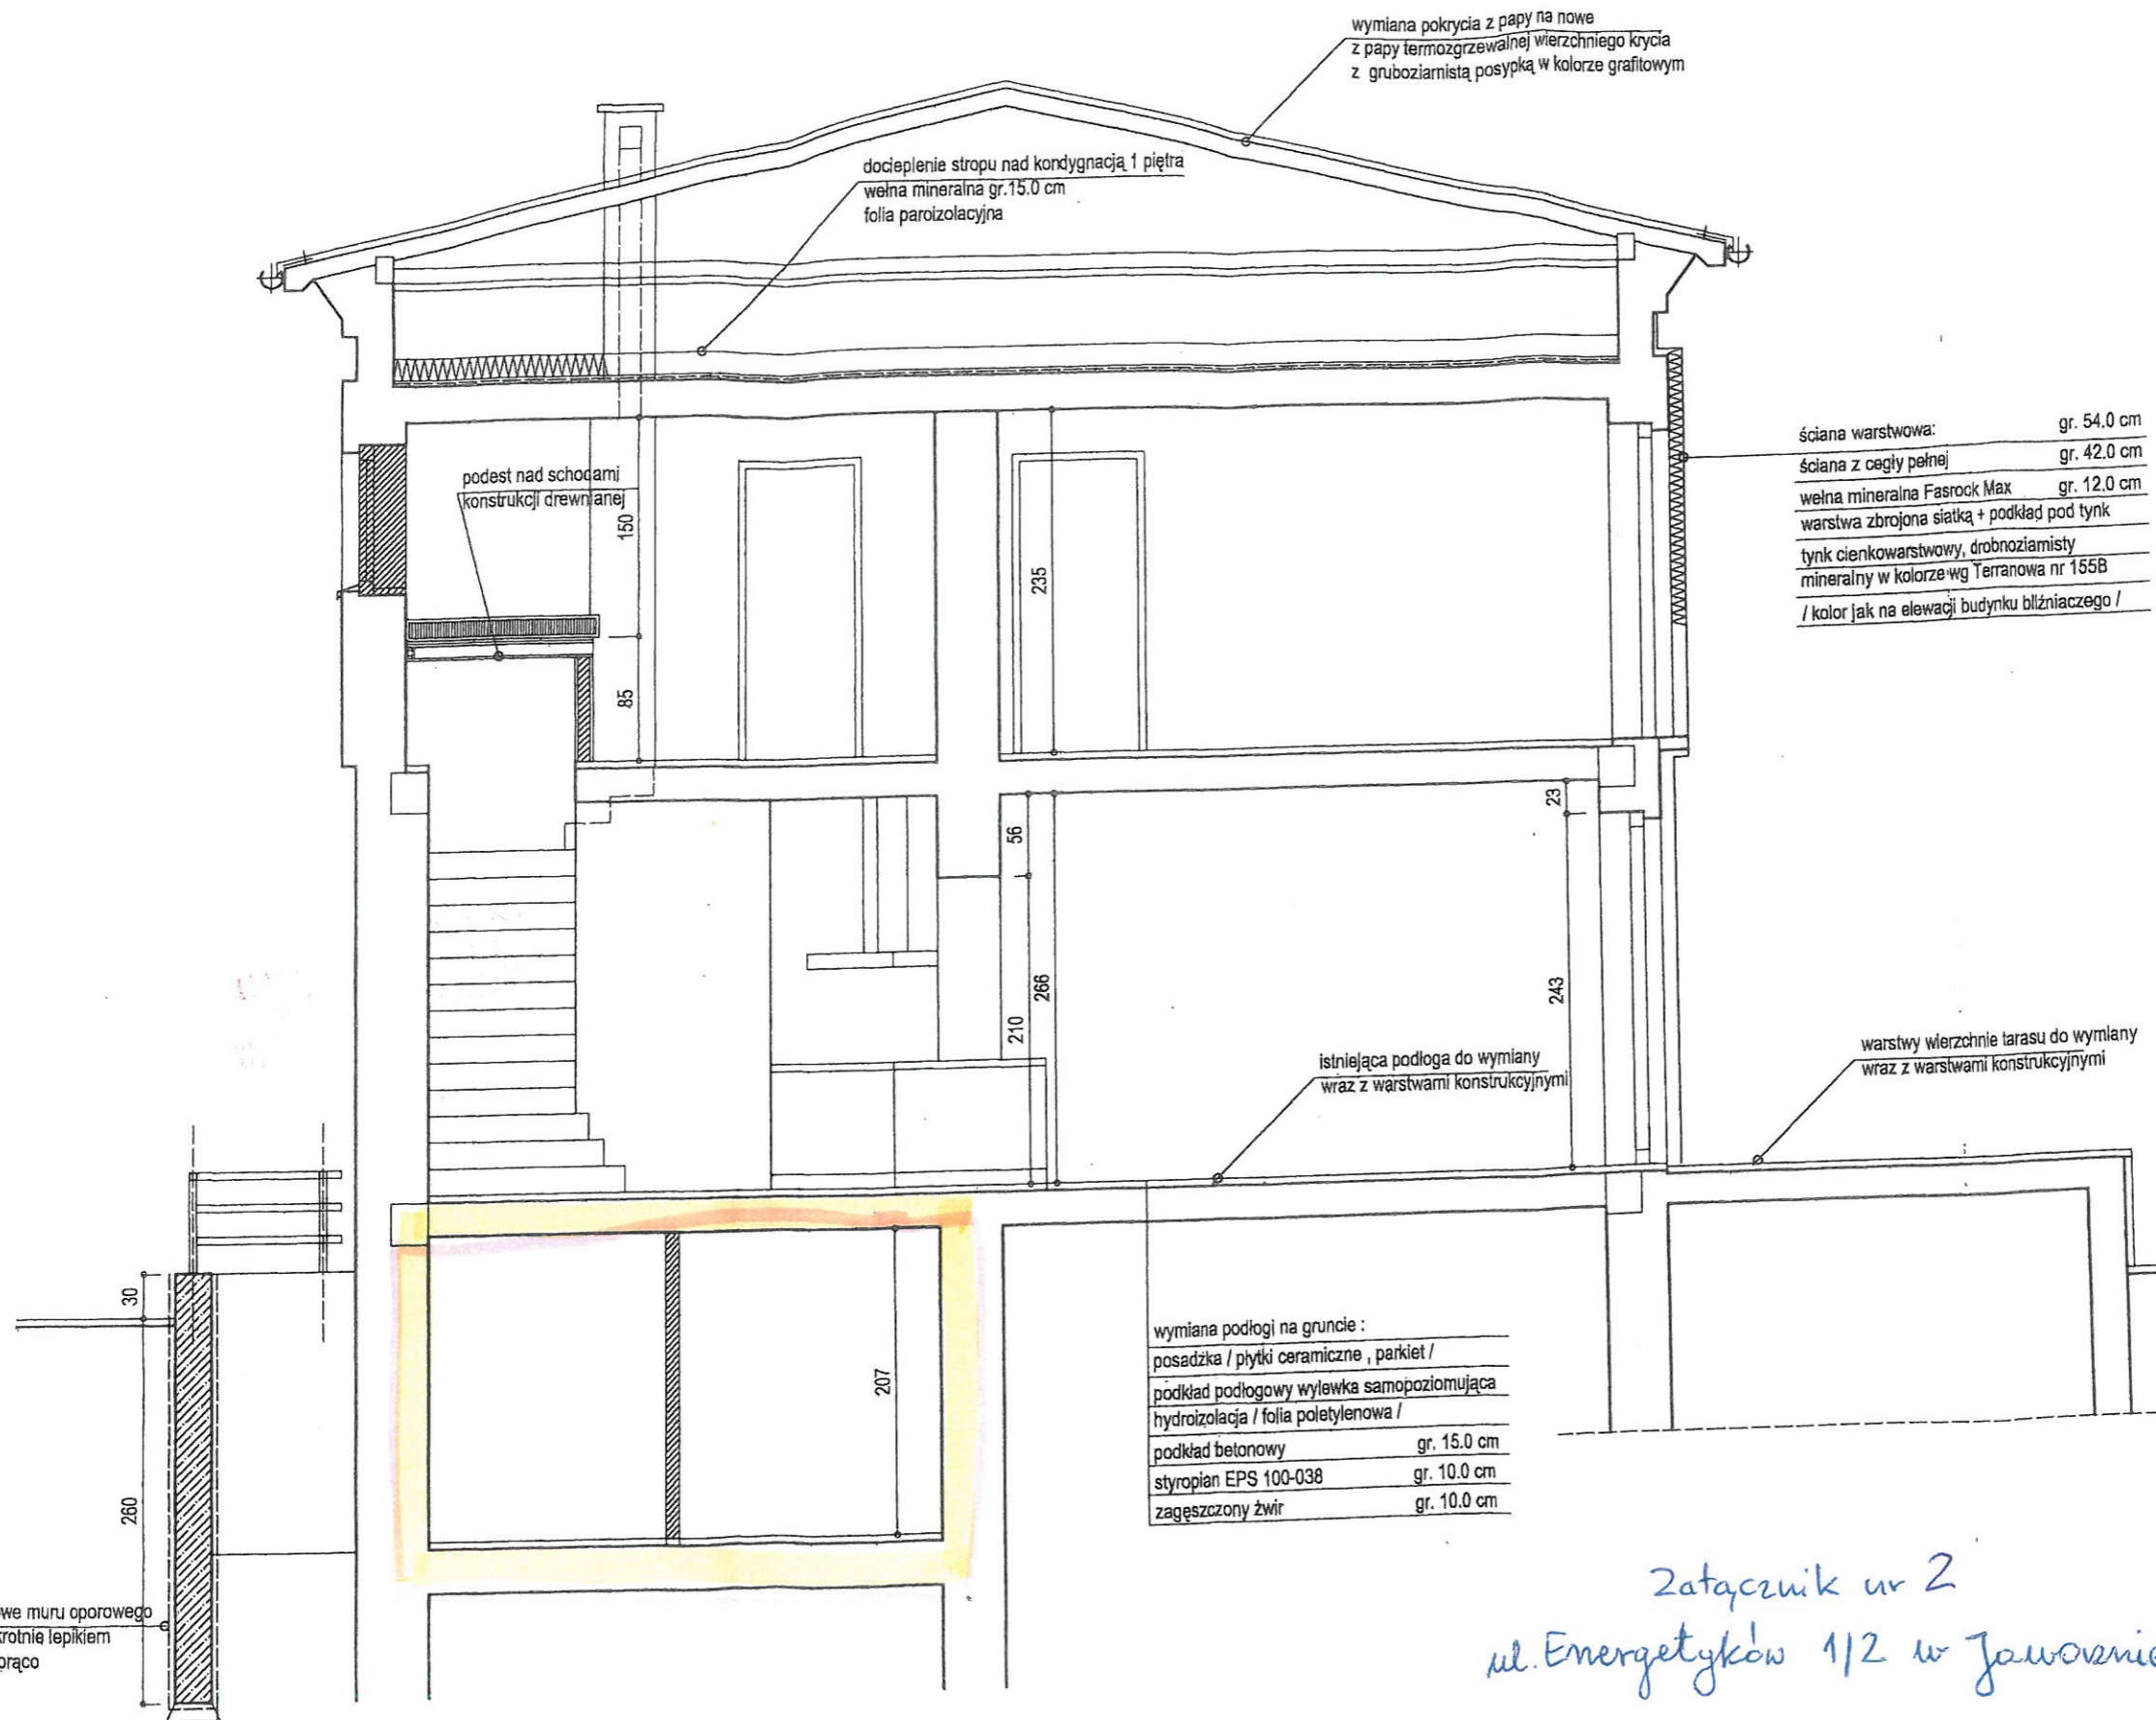 wymiana pokrycia z papy na nowe
z papy termozgrzewalnej wierzchniego krycia
z gruboziarnistą posypką w kolorze grafitowym
docieplenie stropu nad kondygnacją 1 piętra
wełna mineralna gr.15.0 cm
folia paroizolacyjna
ściana warstwowa: gr. 54.0 cm
ściana z cegły pełnej gr. 42.0 cm
wełna mineralna Fasrock Max gr. 12.0 cm
warstwa zbrojona siatką + podkład pod tynk
tynk cienkowarstwowy, drobnoziarnisty
mineralny w kolorze wg Terranowa nr 155B
/ kolor jak na elewacji budynku bliźniaczego /
podest nad schodami
konstrukcji drewnianej
150
235
85
23
56
266
210
243
istniejąca podłoga do wymiany
wraz z warstwami konstrukcyjnymi
warstwy wierzchnie tarasu do wymiany
wraz z warstwami konstrukcyjnymi
30
260
207
wymiana podłogi na gruncie :
posadzka / płytki ceramiczne , parkiet /
podkład podłogowy wylewka samopoziomująca
hydroizolacja / folia poletylenowa /
podkład betonowy gr. 15.0 cm
styropian EPS 100-038 gr. 10.0 cm
zagęszczony żwir gr. 10.0 cm
owe muru oporowego
krotnie lepikiem
orąco
Załącznik nr 2
ul. Energetyków 1/2 w Jaworznie